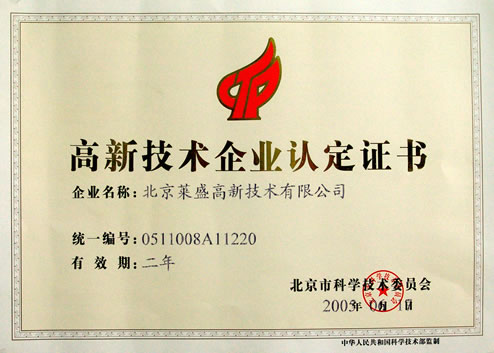 高新技术企业认定证书
企业名称：北京莱盛高新技术有限公司
统一编号：0511008A11220
有效期：二年
北京市科学技术委员会
中华人民共和国科学技术部监制